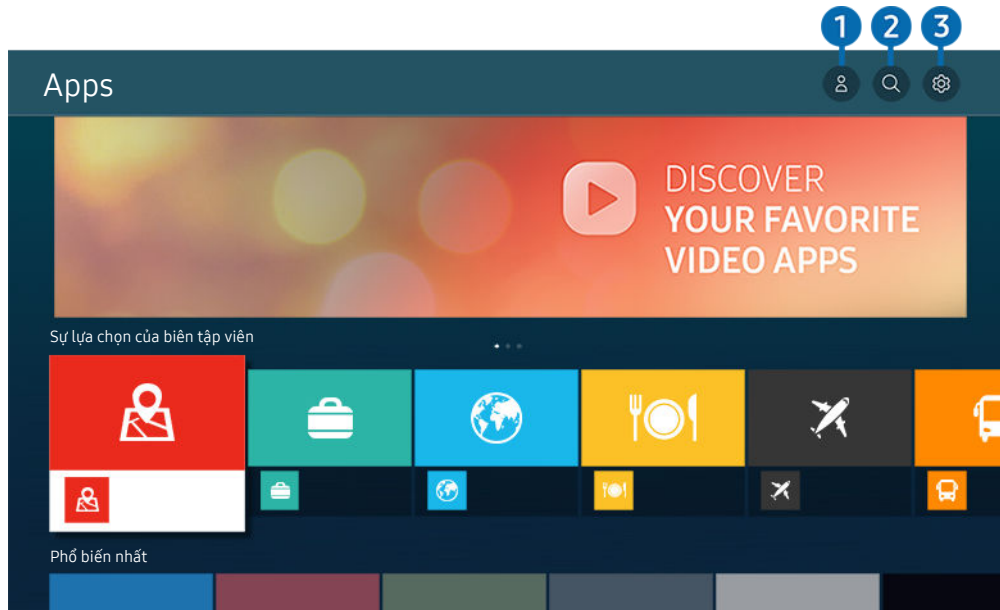 1 2 3
Apps
DISCOVER
YOUR FAVORITE
VIDEO APPS
Sự lựa chọn của biên tập viên
Phổ biến nhất